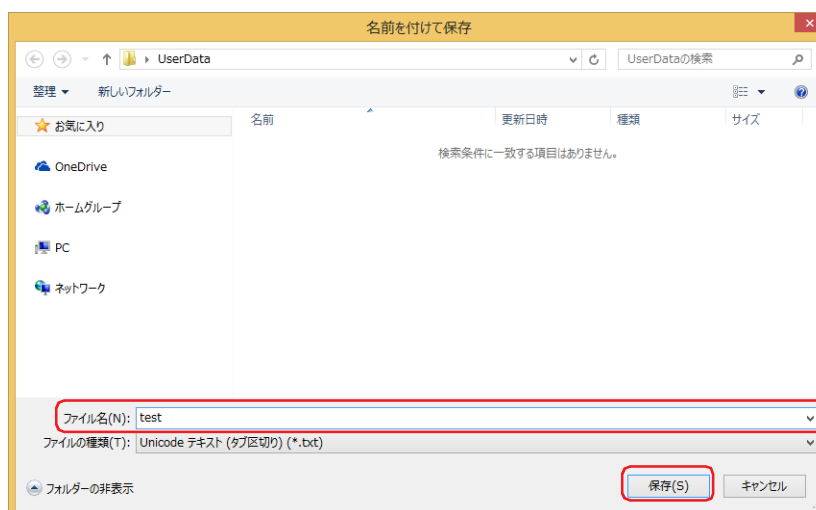 名前を付けて保存
UserData
UserDataの検索
整理 新しいフォルダー
名前 更新日時 種類 サイズ
検索条件に一致する項目はありません。
お気に入り
OneDrive
ホームグループ
PC
ネットワーク
ファイル名(N): test
ファイルの種類(T): Unicode テキスト (タブ区切り) (*.txt)
フォルダーの非表示 保存(S) キャンセル